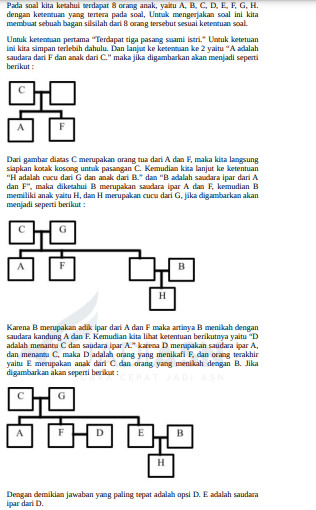 Pada soal kita ketahui terdapat 8 orang anak, yaitu A, B, C, D, E, F, G, H.
dengan ketentuan yang tertera pada soal, Untuk mengerjakan soal ini kita
membuat sebuah bagan silsilah dari 8 orang tersebut sesuai ketentuan soal.
Untuk ketentuan pertama "Terdapat tiga pasang suami istri." Untuk ketetuan
ini kita simpan terlebih dahulu. Dan lanjut ke ketentuan ke 2 yaitu "A adalah
saudara dari F dan anak dari C." maka jika digambarkan akan menjadi seperti
berikut :
C
A F
Dari gambar diatas C merupakan orang tua dari A dan F, maka kita langsung
siapkan kotak kosong untuk pasangan C. Kemudian kita lanjut ke ketentuan
"H adalah cucu dari G dan anak dari B." dan "B adalah saudara ipar dari A
dan F", maka diketahui B merupakan saudara ipar A dan F, kemudian B
memiliki anak yaitu H, dan H merupakan cucu dari G, jika digambarkan akan
menjadi seperti berikut :
C G
A F B
H
Karena B merupakan adik ipar dari A dan F maka artinya B menikah dengan
saudara kandung A dan F. Kemudian kita lihat ketentuan berikutnya yaitu "D
adalah menantu C dan saudara ipar A." karena D merupakan saudara ipar A,
dan menantu C, maka D adalah orang yang menikahi F, dan orang terakhir
yaitu E merupakan anak dari C dan orang yang menikah dengan B. Jika
digambarkan akan seperti berikut :
C G
A F D E B
H
Dengan demikian jawaban yang paling tepat adalah opsi D. E adalah saudara
ipar dari D.